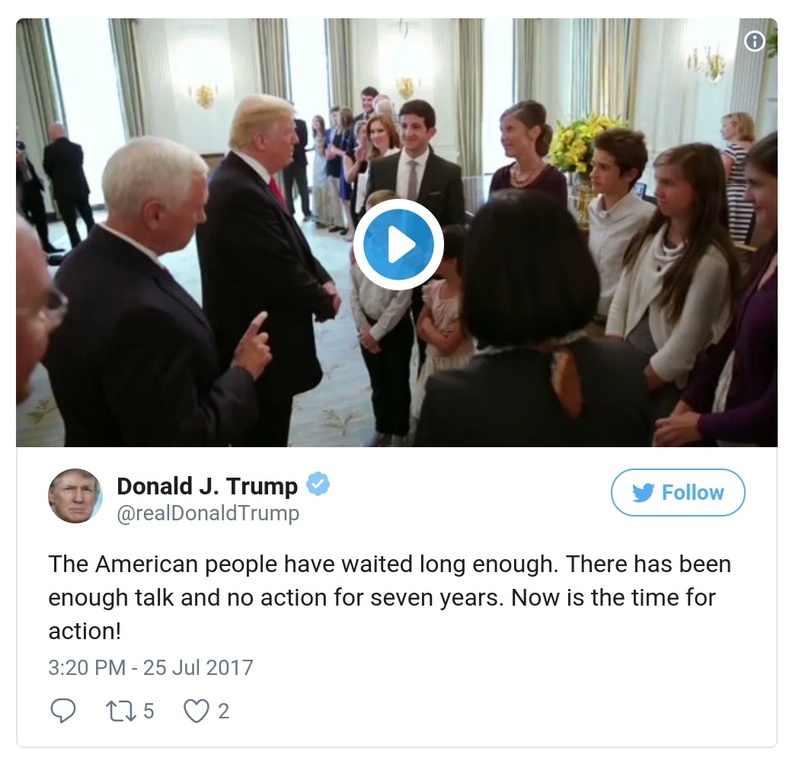 Donald J. Trump
@realDonaldTrump
Follow
The American people have waited long enough. There has been
enough talk and no action for seven years. Now is the time for
action!
3:20 PM - 25 Jul 2017
5
2